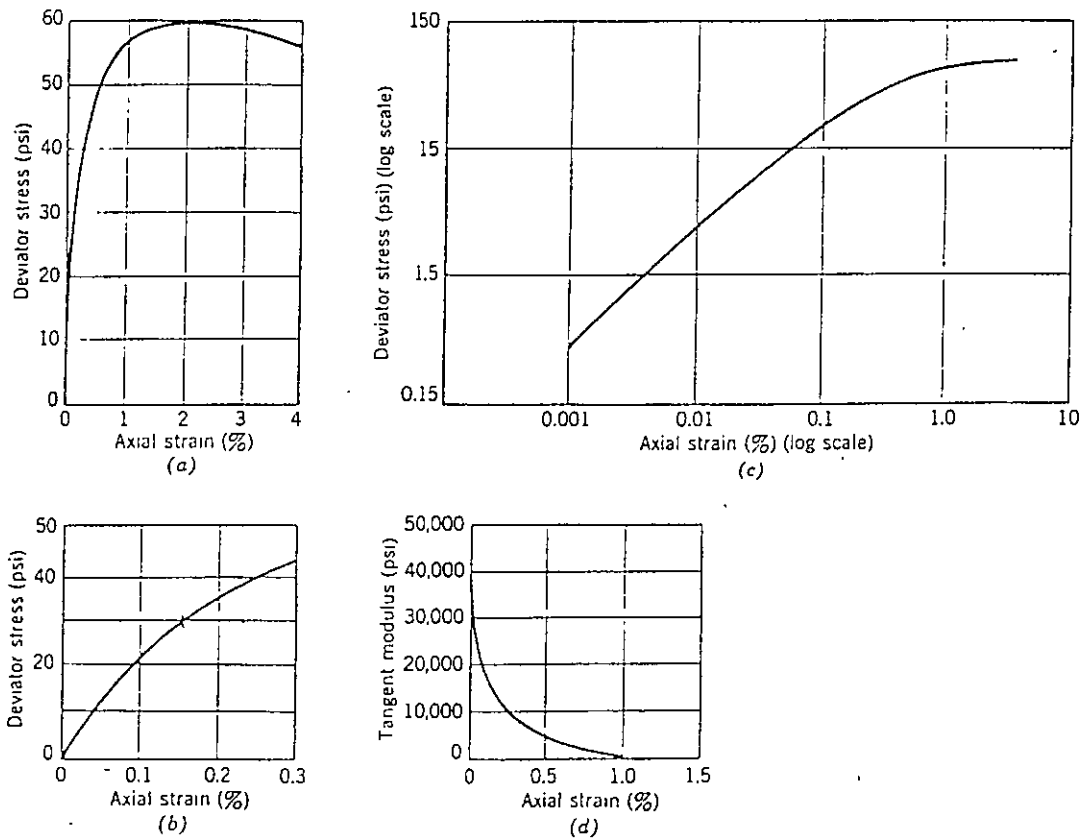 Deviator stress (psi)
60
50
40
30
20
10
0
0 1 2 3 4
Axial strain (%)
(a)
Deviator stress (psi) (log scale)
150
15
1.5
0.15
0.001 0.01 0.1 1.0 10
Axial strain (%) (log scale)
(c)
Deviator stress (psi)
50
40
30
20
10
0
0 0.1 0.2 0.3
Axial strain (%)
(b)
Tangent modulus (psi)
50,000
40,000
30,000
20,000
10,000
0
0 0.5 1.0 1.5
Axial strain (%)
(d)